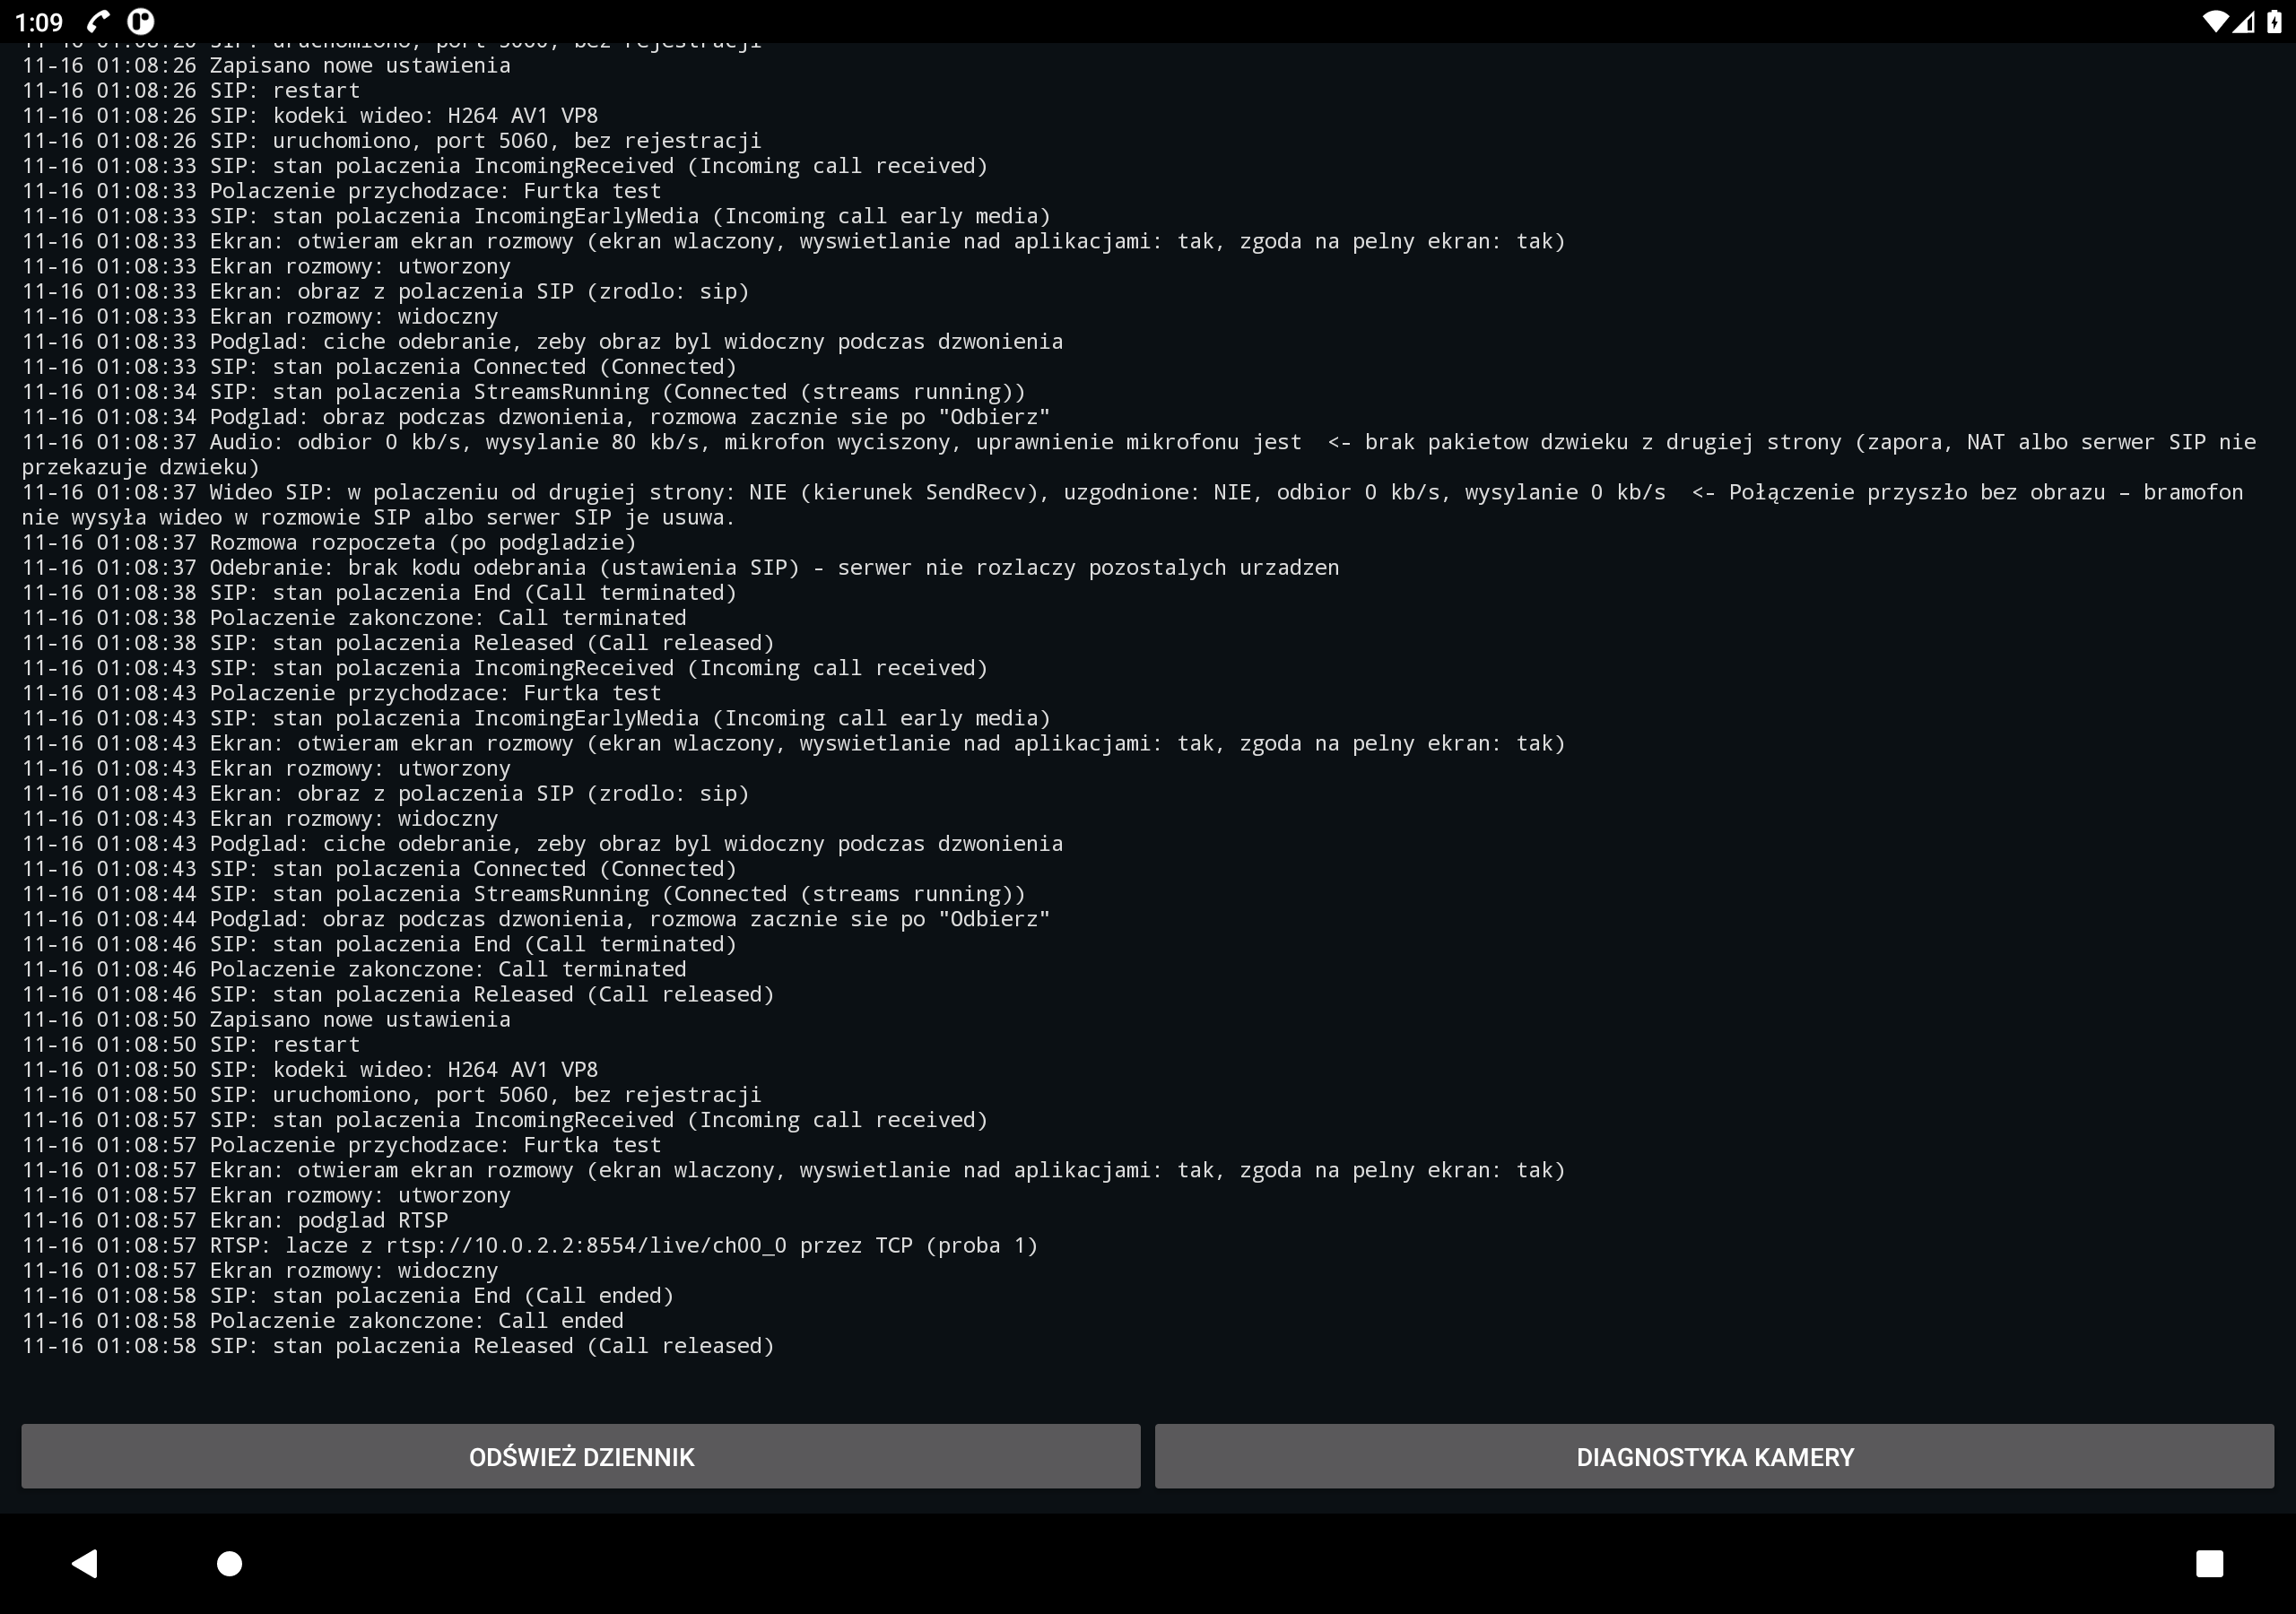 1:09
11-16 01:08:26 SIP: uruchomiono, port 5060, bez rejestracji
11-16 01:08:26 Zapisano nowe ustawienia
11-16 01:08:26 SIP: restart
11-16 01:08:26 SIP: kodeki wideo: H264 AV1 VP8
11-16 01:08:26 SIP: uruchomiono, port 5060, bez rejestracji
11-16 01:08:33 SIP: stan polaczenia IncomingReceived (Incoming call received)
11-16 01:08:33 Polaczenie przychodzace: Furtka test
11-16 01:08:33 SIP: stan polaczenia IncomingEarlyMedia (Incoming call early media)
11-16 01:08:33 Ekran: otwieram ekran rozmowy (ekran wlaczony, wyswietlanie nad aplikacjami: tak, zgoda na pelny ekran: tak)
11-16 01:08:33 Ekran rozmowy: utworzony
11-16 01:08:33 Ekran: obraz z polaczenia SIP (zrodlo: sip)
11-16 01:08:33 Ekran rozmowy: widoczny
11-16 01:08:33 Podglad: ciche odebranie, zeby obraz byl widoczny podczas dzwonienia
11-16 01:08:33 SIP: stan polaczenia Connected (Connected)
11-16 01:08:34 SIP: stan polaczenia StreamsRunning (Connected (streams running))
11-16 01:08:34 Podglad: obraz podczas dzwonienia, rozmowa zacznie sie po "Odbierz"
11-16 01:08:37 Audio: odbior 0 kb/s, wysylanie 80 kb/s, mikrofon wyciszony, uprawnienie mikrofonu jest  <- brak pakietow dzwieku z drugiej strony (zapora, NAT albo serwer SIP nie
przekazuje dzwieku)
11-16 01:08:37 Wideo SIP: w polaczeniu od drugiej strony: NIE (kierunek SendRecv), uzgodnione: NIE, odbior 0 kb/s, wysylanie 0 kb/s  <- Połączenie przyszło bez obrazu – bramofon
nie wysyła wideo w rozmowie SIP albo serwer SIP je usuwa.
11-16 01:08:37 Rozmowa rozpoczeta (po podgladzie)
11-16 01:08:37 Odebranie: brak kodu odebrania (ustawienia SIP) - serwer nie rozlaczy pozostalych urzadzen
11-16 01:08:38 SIP: stan polaczenia End (Call terminated)
11-16 01:08:38 Polaczenie zakonczone: Call terminated
11-16 01:08:38 SIP: stan polaczenia Released (Call released)
11-16 01:08:43 SIP: stan polaczenia IncomingReceived (Incoming call received)
11-16 01:08:43 Polaczenie przychodzace: Furtka test
11-16 01:08:43 SIP: stan polaczenia IncomingEarlyMedia (Incoming call early media)
11-16 01:08:43 Ekran: otwieram ekran rozmowy (ekran wlaczony, wyswietlanie nad aplikacjami: tak, zgoda na pelny ekran: tak)
11-16 01:08:43 Ekran rozmowy: utworzony
11-16 01:08:43 Ekran: obraz z polaczenia SIP (zrodlo: sip)
11-16 01:08:43 Ekran rozmowy: widoczny
11-16 01:08:43 Podglad: ciche odebranie, zeby obraz byl widoczny podczas dzwonienia
11-16 01:08:43 SIP: stan polaczenia Connected (Connected)
11-16 01:08:44 SIP: stan polaczenia StreamsRunning (Connected (streams running))
11-16 01:08:44 Podglad: obraz podczas dzwonienia, rozmowa zacznie sie po "Odbierz"
11-16 01:08:46 SIP: stan polaczenia End (Call terminated)
11-16 01:08:46 Polaczenie zakonczone: Call terminated
11-16 01:08:46 SIP: stan polaczenia Released (Call released)
11-16 01:08:50 Zapisano nowe ustawienia
11-16 01:08:50 SIP: restart
11-16 01:08:50 SIP: kodeki wideo: H264 AV1 VP8
11-16 01:08:50 SIP: uruchomiono, port 5060, bez rejestracji
11-16 01:08:57 SIP: stan polaczenia IncomingReceived (Incoming call received)
11-16 01:08:57 Polaczenie przychodzace: Furtka test
11-16 01:08:57 Ekran: otwieram ekran rozmowy (ekran wlaczony, wyswietlanie nad aplikacjami: tak, zgoda na pelny ekran: tak)
11-16 01:08:57 Ekran rozmowy: utworzony
11-16 01:08:57 Ekran: podglad RTSP
11-16 01:08:57 RTSP: lacze z rtsp://10.0.2.2:8554/live/ch00_0 przez TCP (proba 1)
11-16 01:08:57 Ekran rozmowy: widoczny
11-16 01:08:58 SIP: stan polaczenia End (Call ended)
11-16 01:08:58 Polaczenie zakonczone: Call ended
11-16 01:08:58 SIP: stan polaczenia Released (Call released)
ODŚWIEŻ DZIENNIK
DIAGNOSTYKA KAMERY